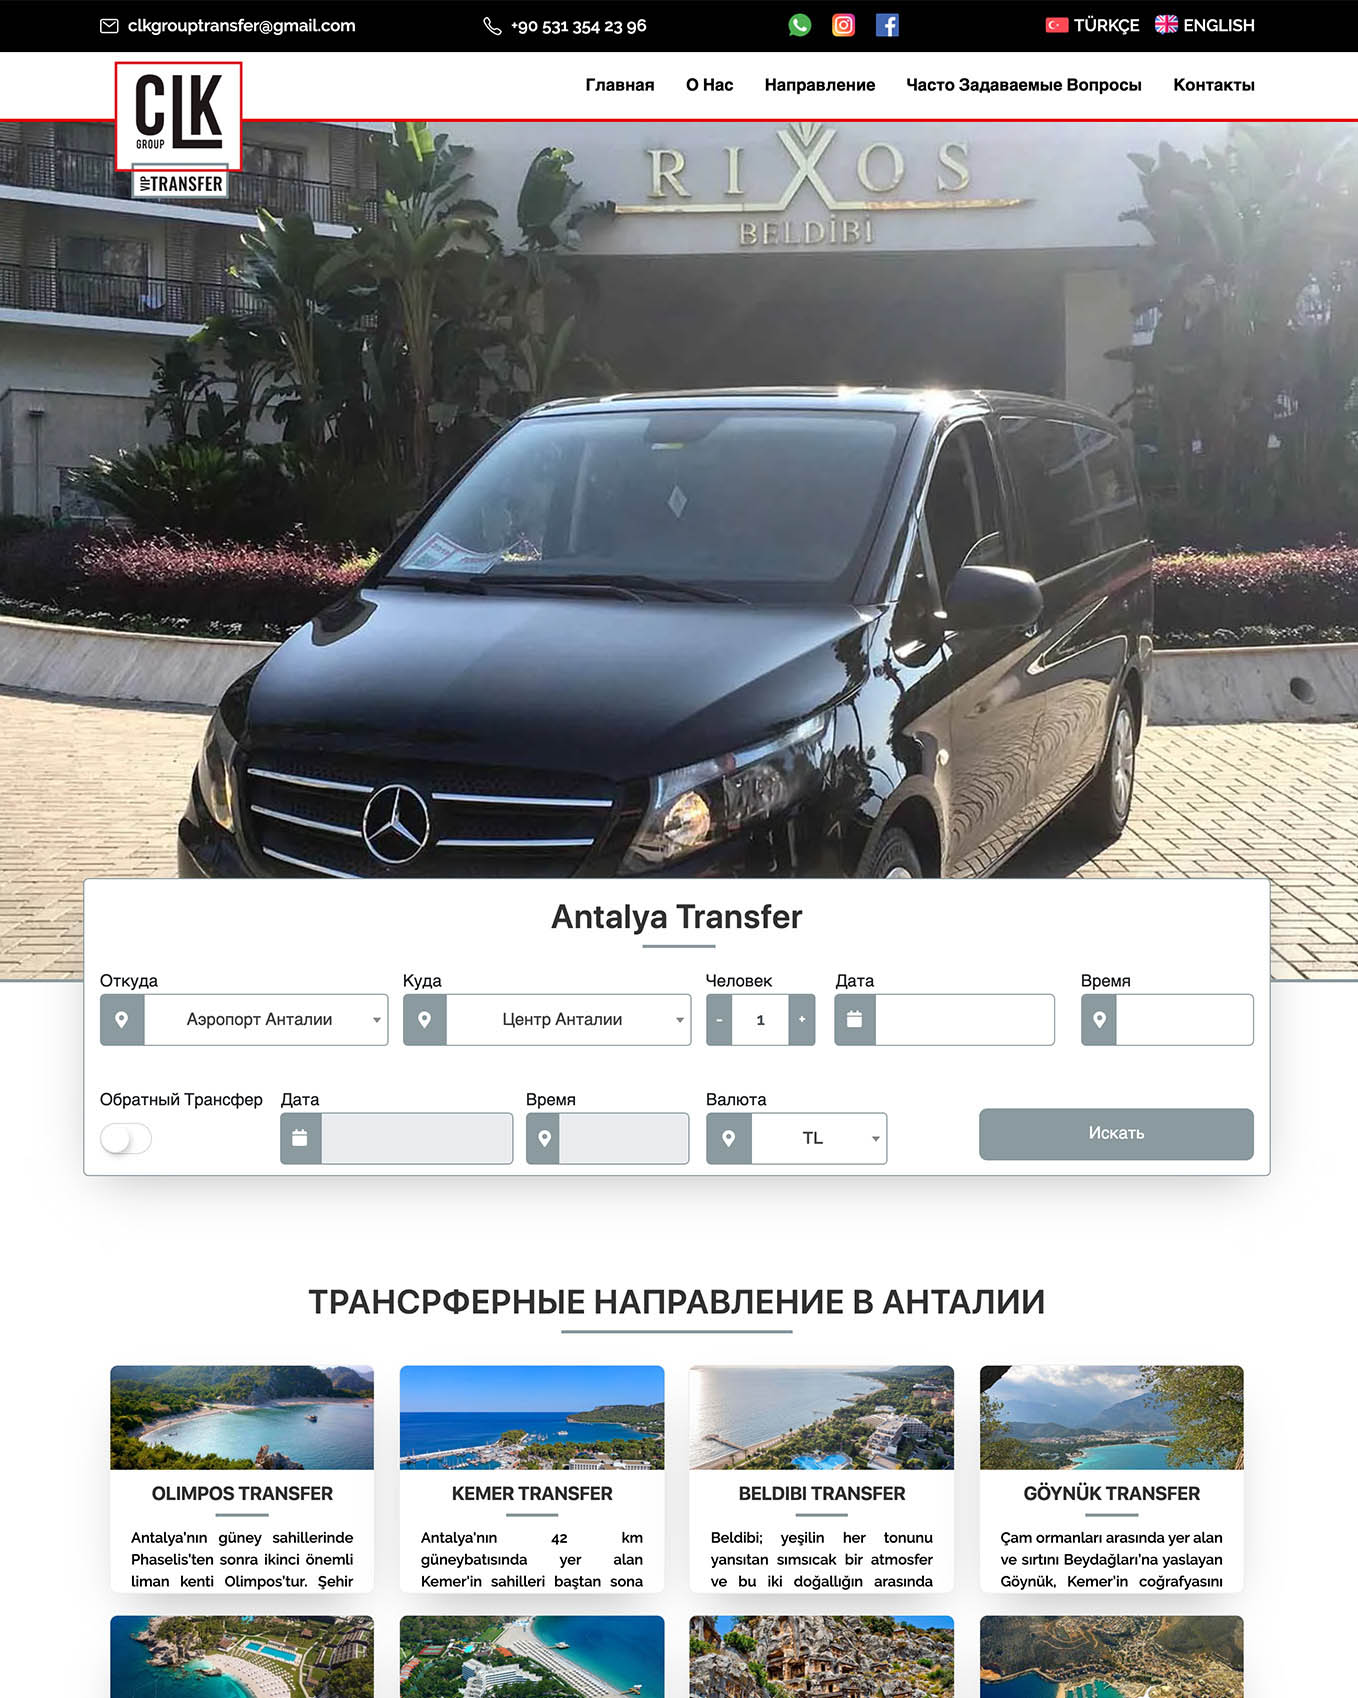 clkgrouptransfer@gmail.com
+90 531 354 23 96
TÜRKÇE
ENGLISH
CLK
GROUP
VIP TRANSFER
Главная
О Нас
Направление
Часто Задаваемые Вопросы
Контакты
RIXOS
BELDİBİ
Antalya Transfer
Откуда
Куда
Человек
Дата
Время
Аэропорт Анталии
Центр Анталии
-
1
+
Обратный Трансфер
Дата
Время
Валюта
TL
Искать
ТРАНСРФЕРНЫЕ НАПРАВЛЕНИЕ В АНТАЛИИ
OLIMPOS TRANSFER
Antalya'nın güney sahillerinde
Phaselis'ten sonra ikinci önemli
liman kenti Olimpos'tur. Şehir
KEMER TRANSFER
Antalya'nın 42 km
güneybatısında yer alan
Kemer'in sahilleri baştan sona
BELDIBI TRANSFER
Beldibi; yeşilin her tonunu
yansıtan sımsıcak bir atmosfer
ve bu iki doğallığın arasında
GÖYNÜK TRANSFER
Çam ormanları arasında yer alan
ve sırtını Beydağları'na yaslayan
Göynük, Kemer'in coğrafyasını